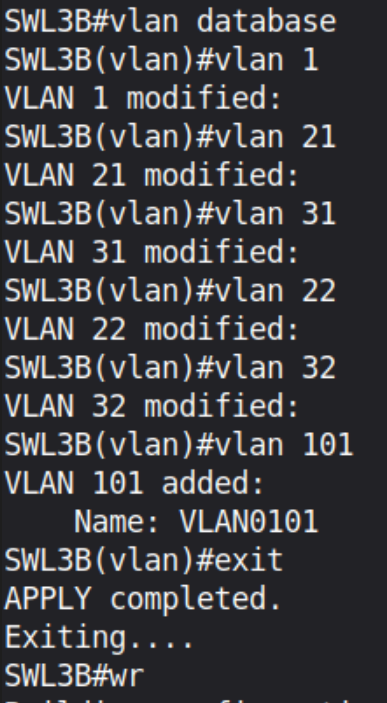 SWL3B#vlan database
SWL3B(vlan)#vlan 1
VLAN 1 modified:
SWL3B(vlan)#vlan 21
VLAN 21 modified:
SWL3B(vlan)#vlan 31
VLAN 31 modified:
SWL3B(vlan)#vlan 22
VLAN 22 modified:
SWL3B(vlan)#vlan 32
VLAN 32 modified:
SWL3B(vlan)#vlan 101
VLAN 101 added:
    Name: VLAN0101
SWL3B(vlan)#exit
APPLY completed.
Exiting....
SWL3B#wr